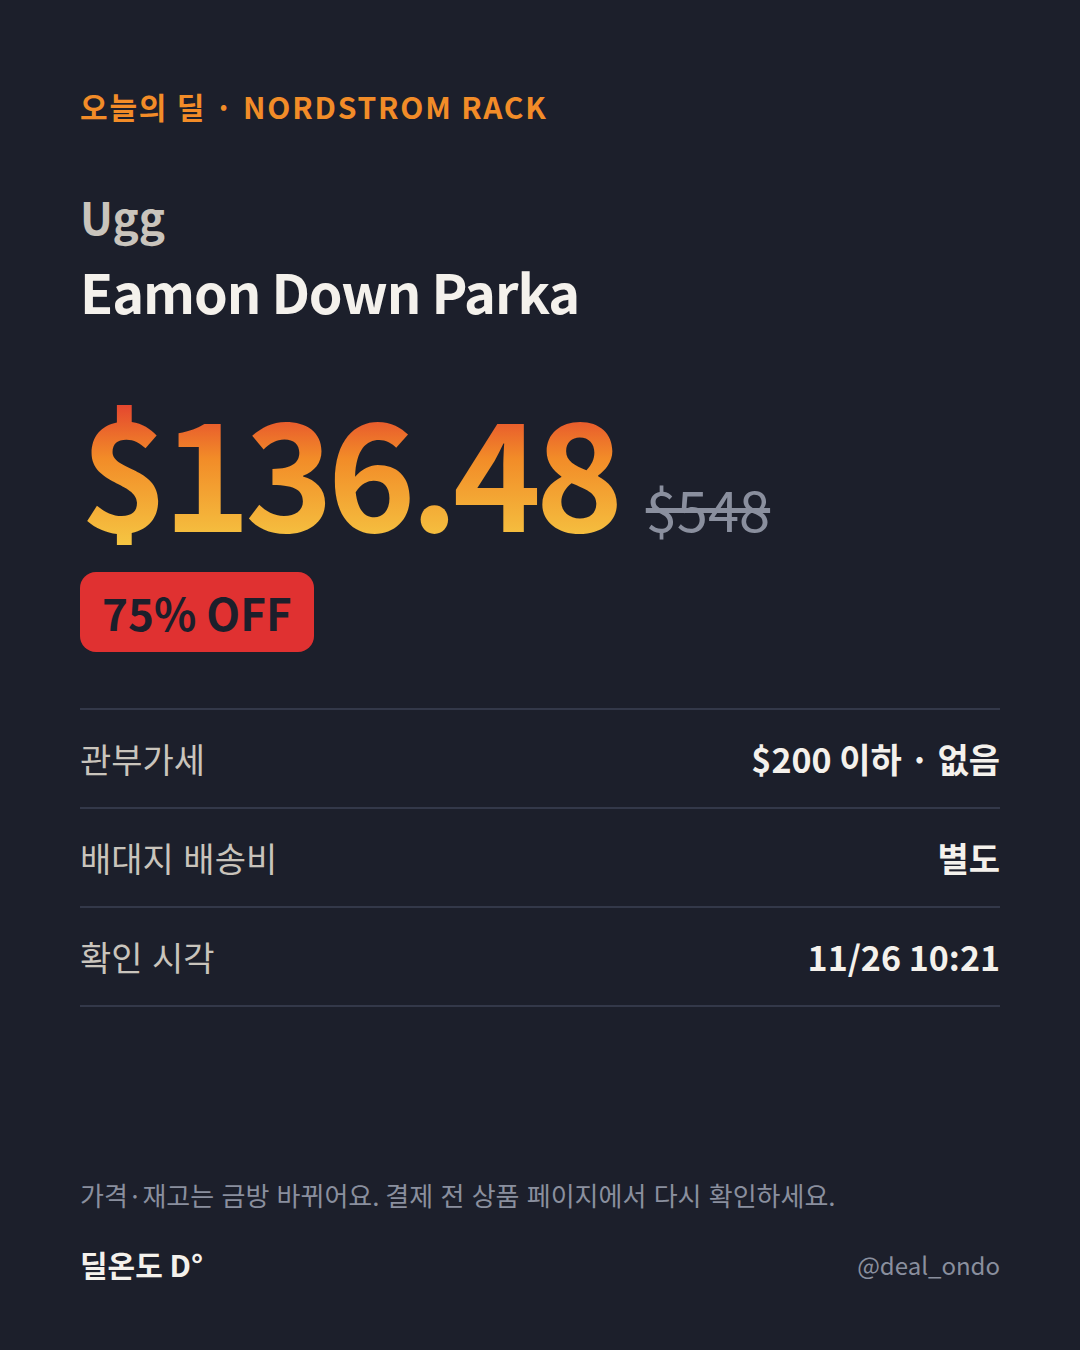 오늘의 딜 · NORDSTROM RACK
Ugg
Eamon Down Parka
$136.48 $548
75% OFF
관부가세 $200 이하 · 없음
배대지 배송비 별도
확인 시각 11/26 10:21
가격·재고는 금방 바뀌어요. 결제 전 상품 페이지에서 다시 확인하세요.
딜온도 D° @deal_ondo